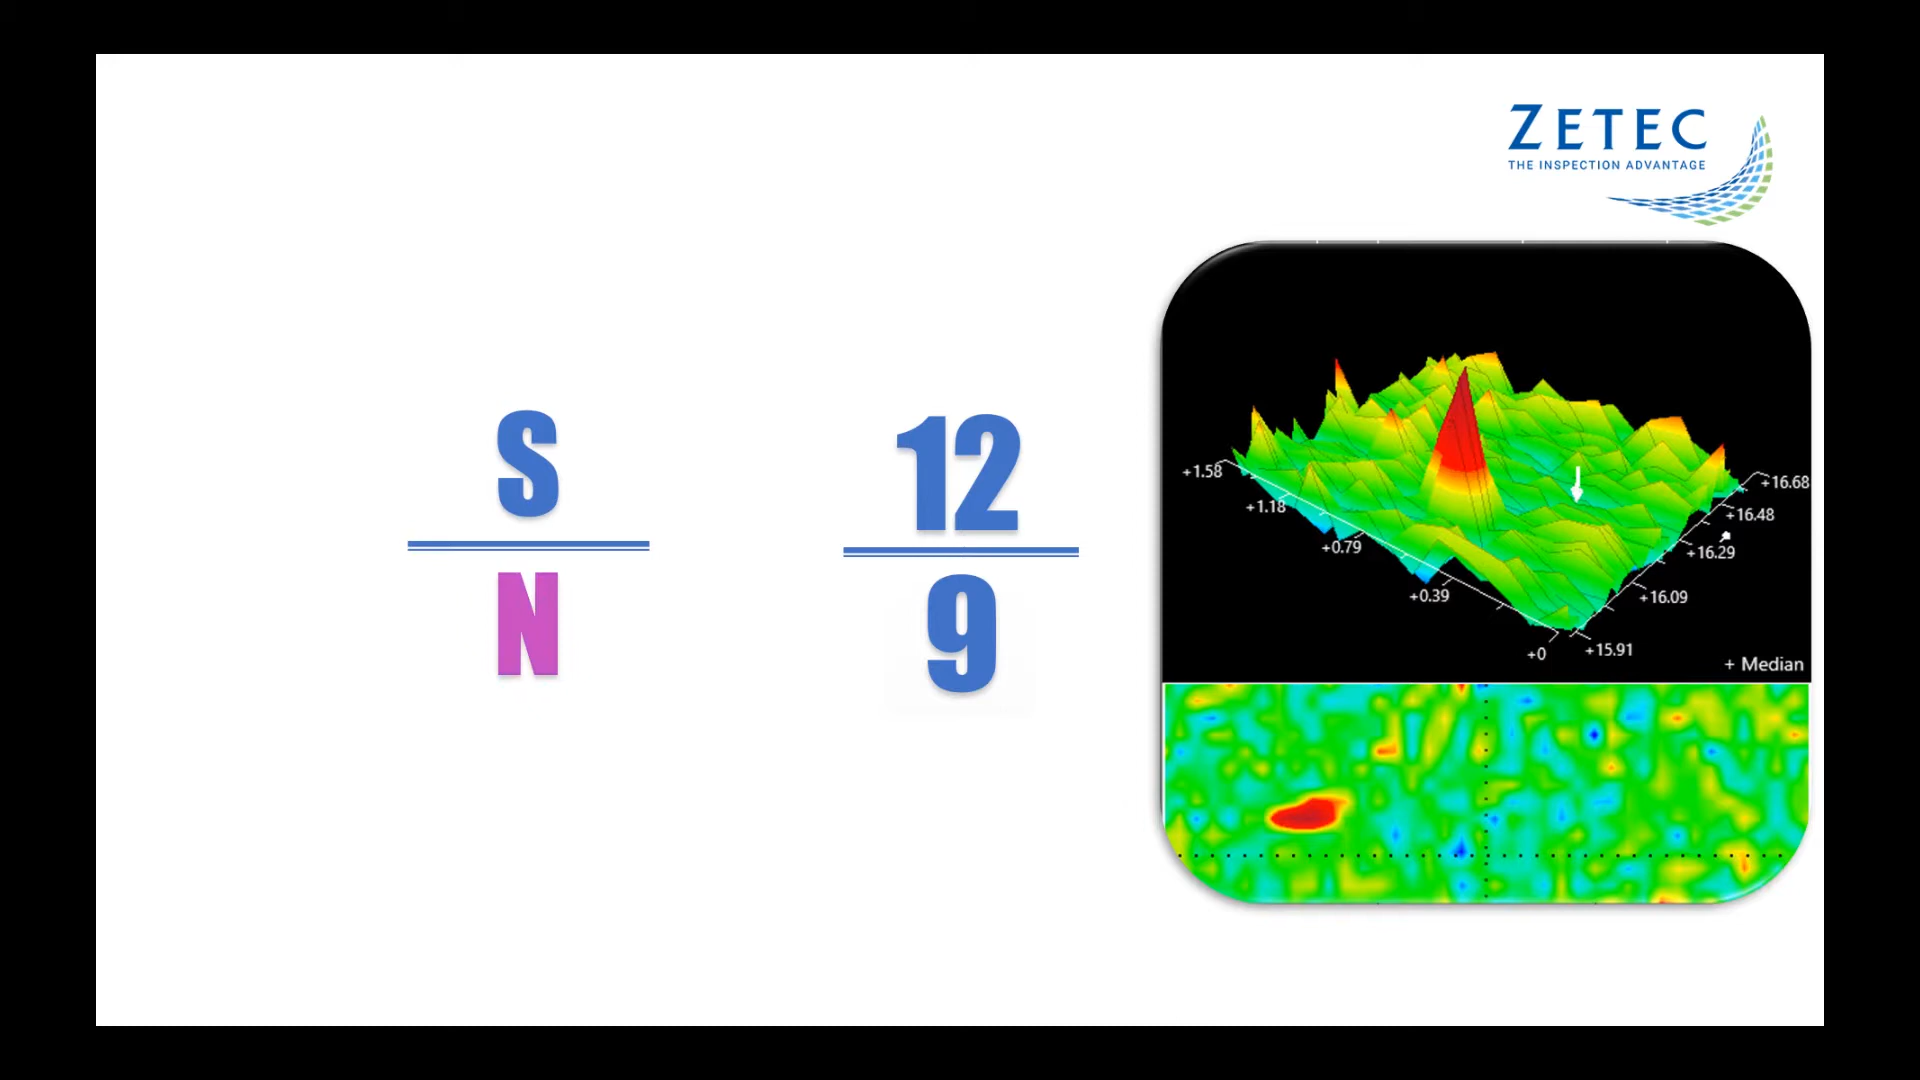 ZETEC
THE INSPECTION ADVANTAGE
S
N
12
9
+1.58
+1.18
+0.79
+0.39
+0
+16.68
+16.48
+16.29
+16.09
+15.91
+ Median